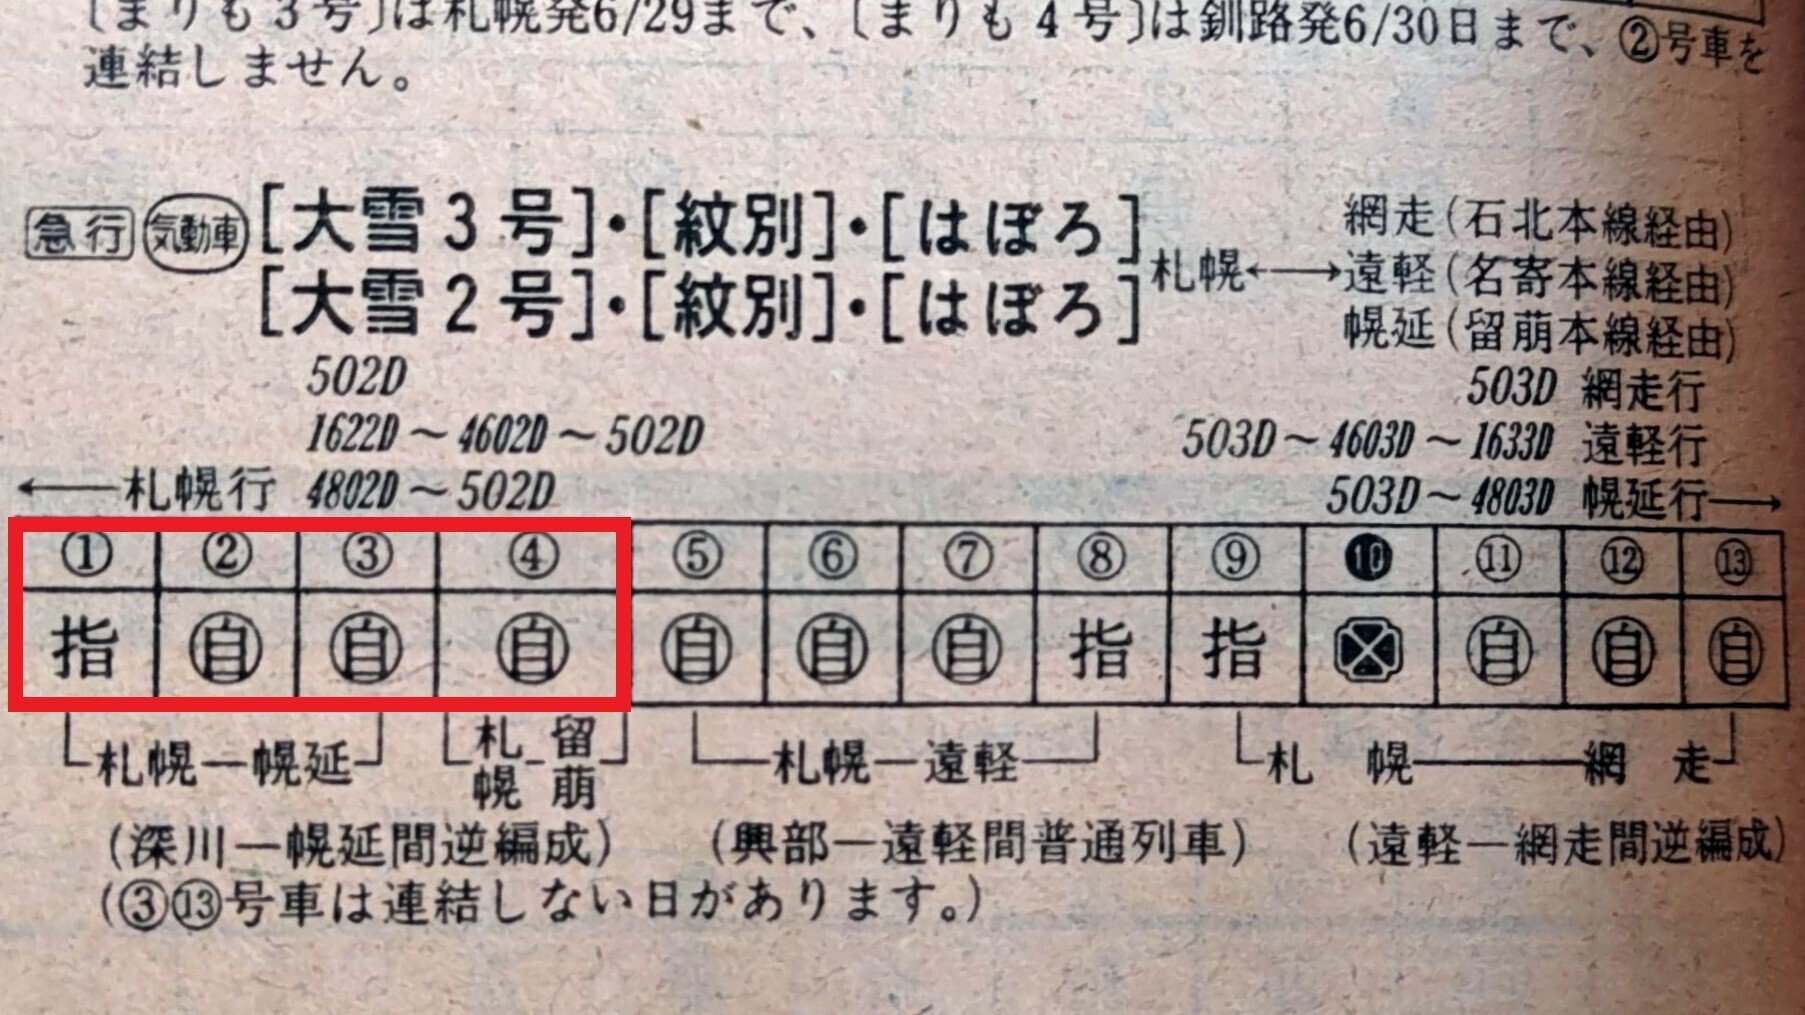 〔まりも3号〕は札幌発6/29まで、〔まりも4号〕は釧路発6/30日まで、②号車を
連結しません。
急行 気動車 [大雪3号]・[紋別]・[はぼろ]
[大雪2号]・[紋別]・[はぼろ]
札幌←→
網走(石北本線経由)
遠軽(名寄本線経由)
幌延(留萌本線経由)
502D
503D 網走行
1622D～4602D～502D
503D～4603D～1633D 遠軽行
←札幌行 4802D～502D
503D～4803D 幌延行→
① ② ③ ④ ⑤ ⑥ ⑦ ⑧ ⑨ ❿ ⑪ ⑫ ⑬
指 自 自 自 自 自 自 指 指 自 自 自
札幌―幌延 札幌-留萌 札幌―遠軽 札幌―網走
(深川―幌延間逆編成) (興部―遠軽間普通列車) (遠軽―網走間逆編成)
(③⑬号車は連結しない日があります。)